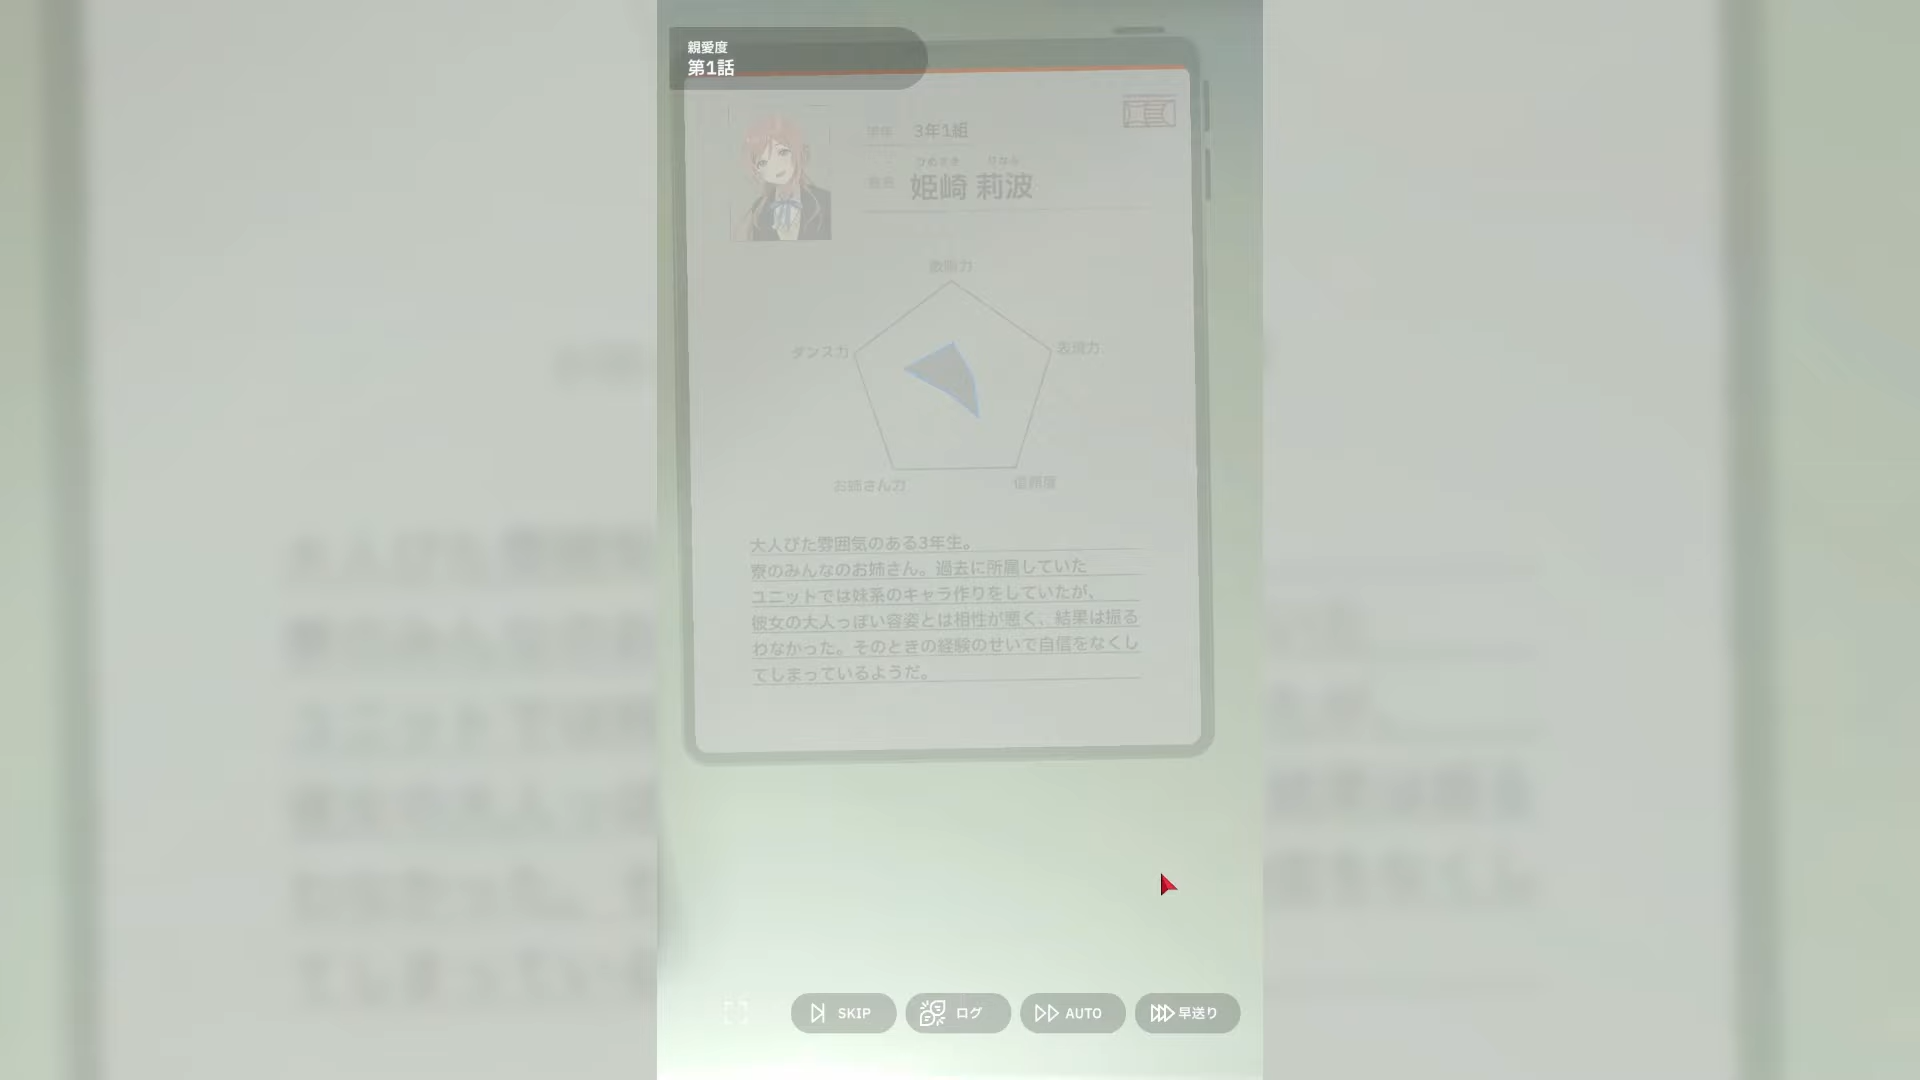 親愛度
第1話
3年1組
ひめさき りなみ
姫崎 莉波
歌唱力
ダンス力
表現力
お姉さん力
信頼度
大人びた雰囲気のある3年生。
寮のみんなのお姉さん。過去に所属していた
ユニットでは妹系のキャラ作りをしていたが、
彼女の大人っぽい容姿とは相性が悪く、結果は振る
わなかった。そのときの経験のせいで自信をなくし
てしまっているようだ。
SKIP
ログ
AUTO
早送り